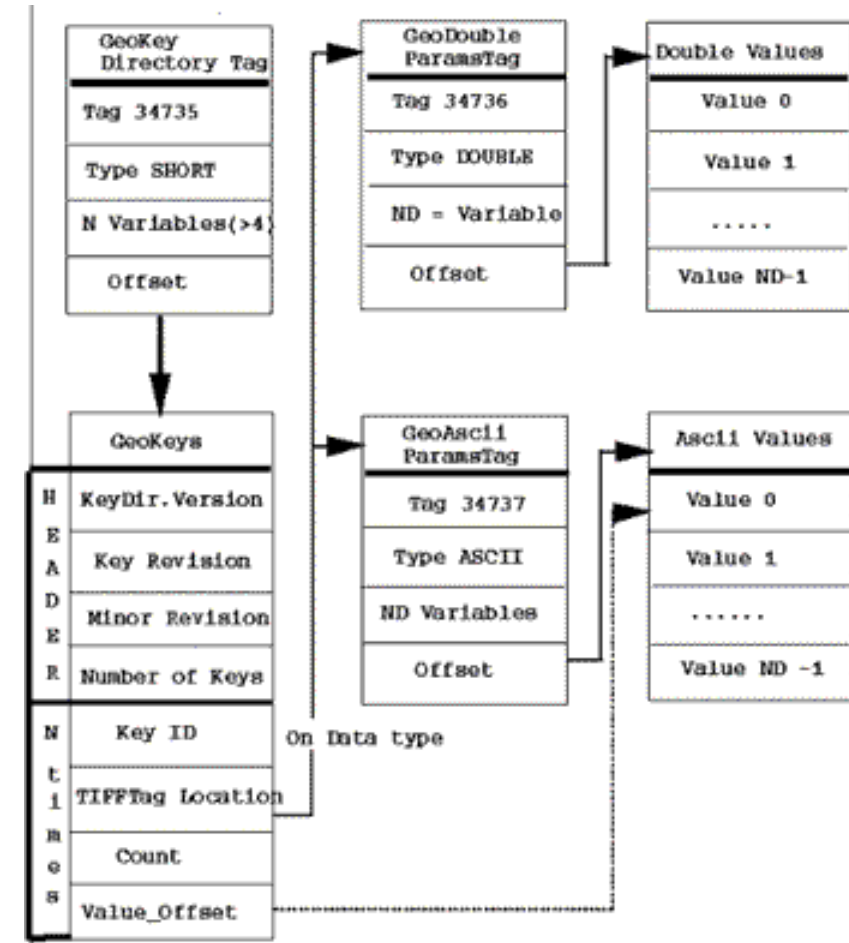 GeoKey
Directory Tag
Tag 34735
Type SHORT
N Variables(>4)
Offset
GeoDouble
ParamsTag
Tag 34736
Type DOUBLE
ND = Variable
Offset
Double Values
Value 0
Value 1
.....
Value ND-1
GeoKeys
HEADER
KeyDir.Version
Key Revision
Minor Revision
Number of Keys
N times
Key ID
TIFFTag Location
Count
Value_Offset
On Data type
GeoAscii
ParamsTag
Tag 34737
Type ASCII
ND Variables
Offset
Ascii Values
Value 0
Value 1
......
Value ND -1